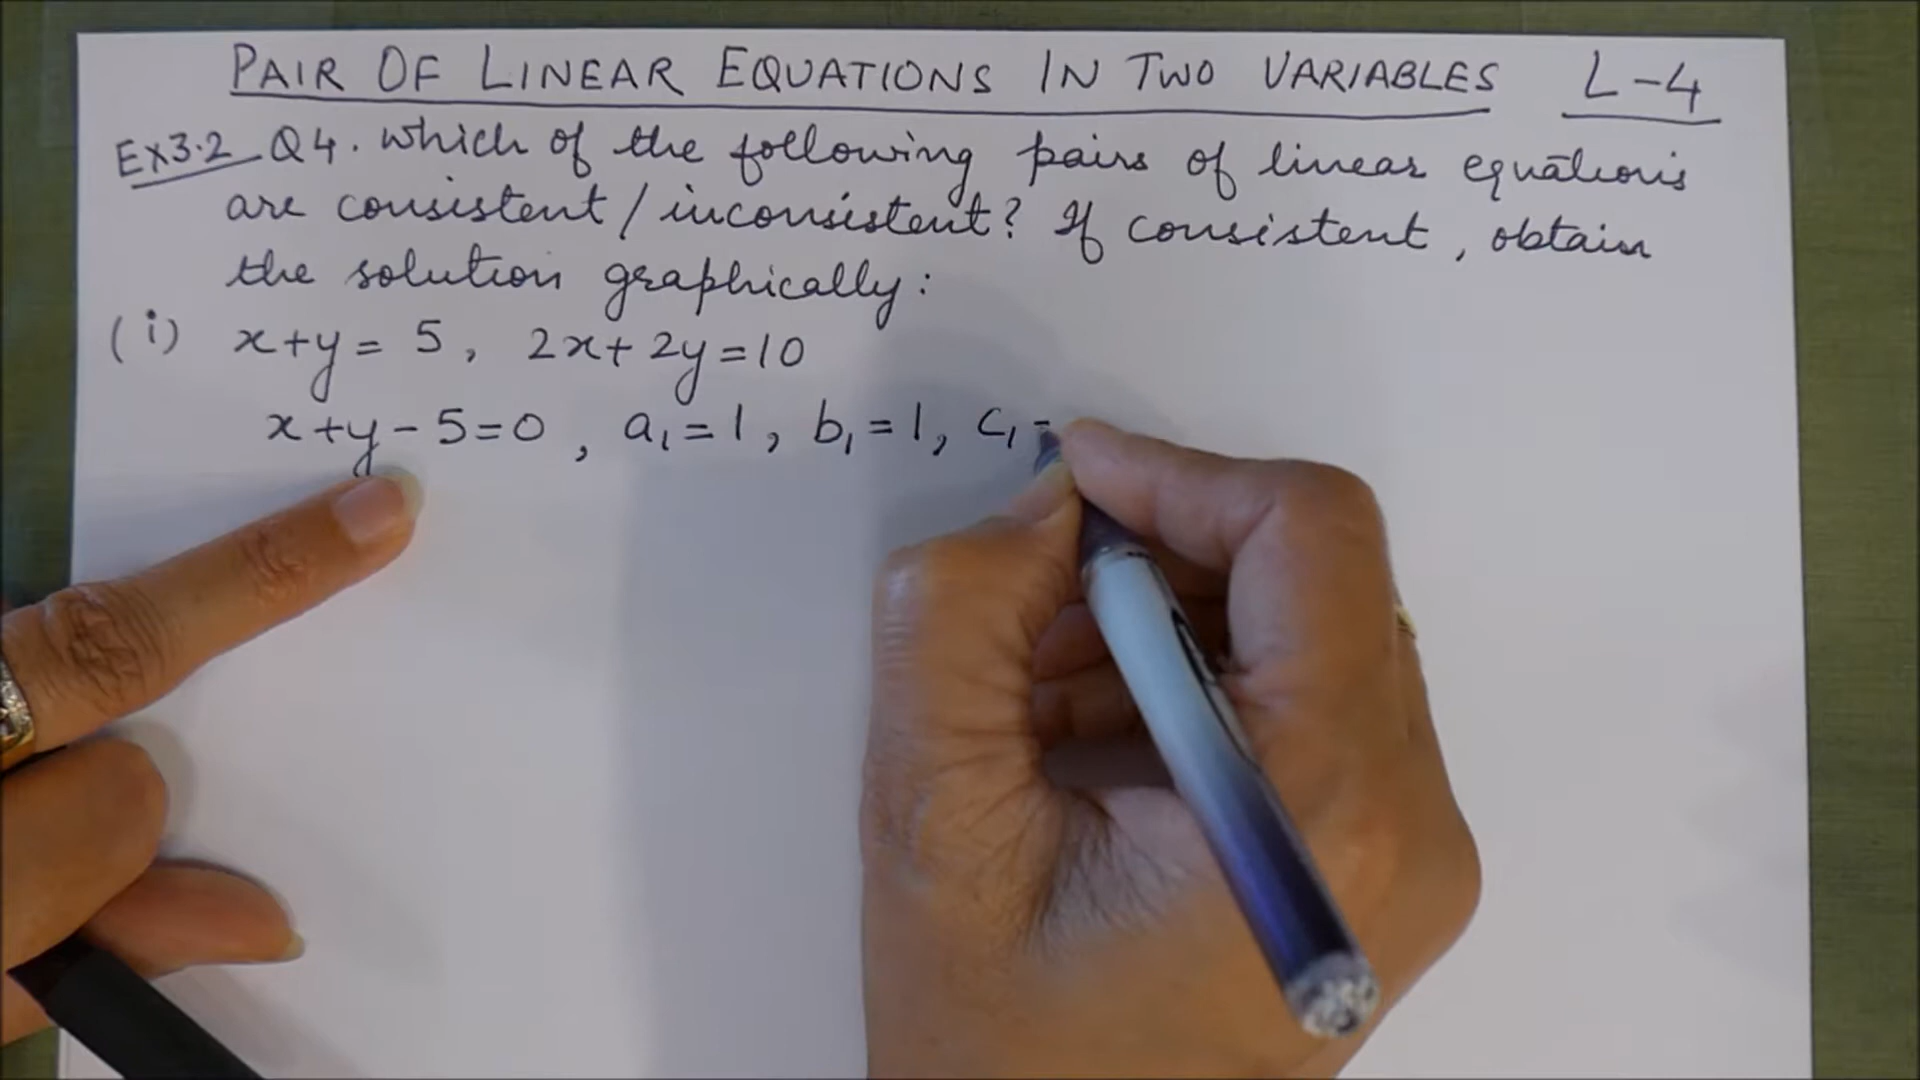 PAIR OF LINEAR EQUATIONS IN TWO VARIABLES L-4
Ex3.2 Q4. Which of the following pairs of linear equations
are consistent/inconsistent? If consistent, obtain
the solution graphically:
(i) x+y= 5, 2x+2y=10
x+y-5=0, a₁=1, b₁=1, c₁=